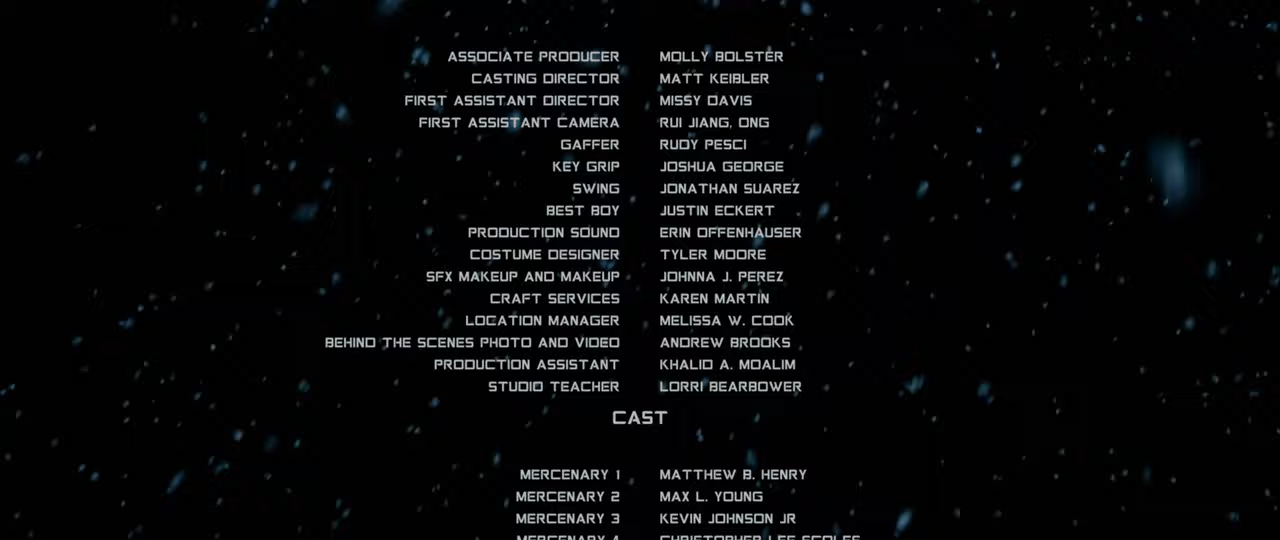 ASSOCIATE PRODUCER MOLLY BOLSTER
CASTING DIRECTOR MATT KEIBLER
FIRST ASSISTANT DIRECTOR MISSY DAVIS
FIRST ASSISTANT CAMERA RUI JIANG, ONG
GAFFER RUDY PESCI
KEY GRIP JOSHUA GEORGE
SWING JONATHAN SUAREZ
BEST BOY JUSTIN ECKERT
PRODUCTION SOUND ERIN OFFENHAUSER
COSTUME DESIGNER TYLER MOORE
SFX MAKEUP AND MAKEUP JOHNNA J. PEREZ
CRAFT SERVICES KAREN MARTIN
LOCATION MANAGER MELISSA W. COOK
BEHIND THE SCENES PHOTO AND VIDEO ANDREW BROOKS
PRODUCTION ASSISTANT KHALID A. MOALIM
STUDIO TEACHER LORRI BEARBOWER
CAST
MERCENARY 1 MATTHEW B. HENRY
MERCENARY 2 MAX L. YOUNG
MERCENARY 3 KEVIN JOHNSON JR
MERCENARY 4 CHRISTOPHER LEE